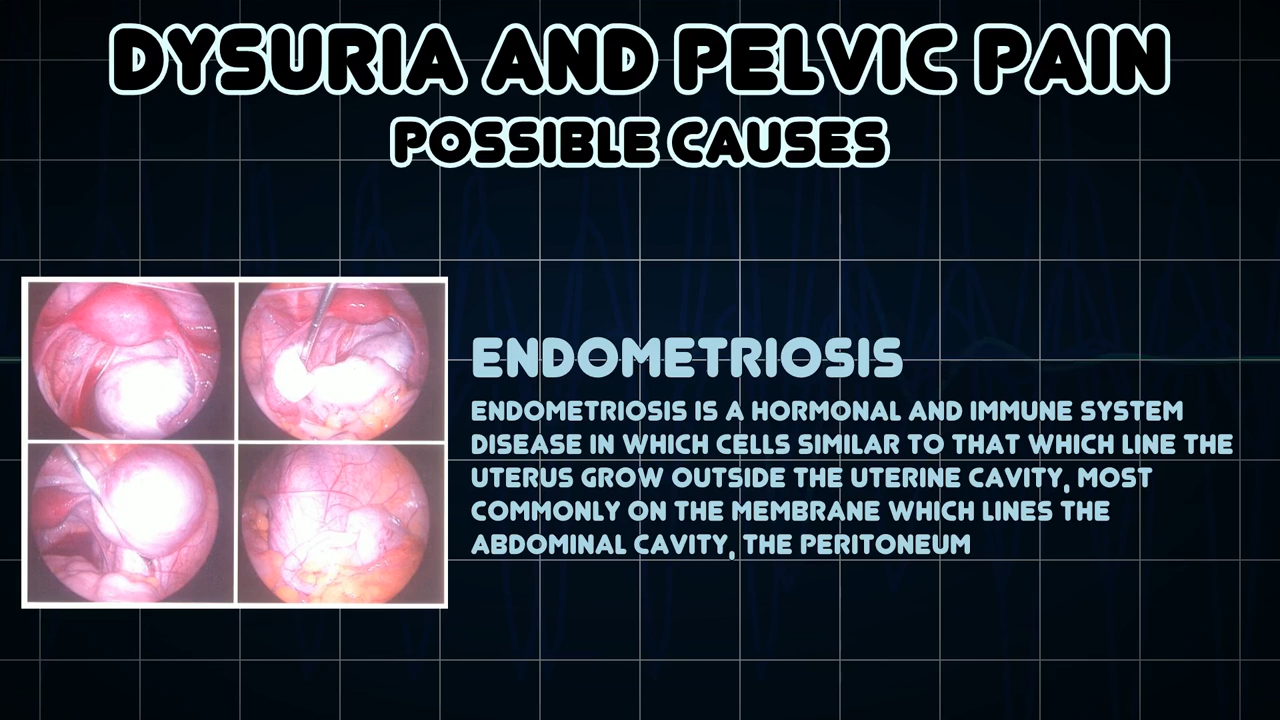 DYSURIA AND PELVIC PAIN
POSSIBLE CAUSES
ENDOMETRIOSIS
ENDOMETRIOSIS IS A HORMONAL AND IMMUNE SYSTEM
DISEASE IN WHICH CELLS SIMILAR TO THAT WHICH LINE THE
UTERUS GROW OUTSIDE THE UTERINE CAVITY, MOST
COMMONLY ON THE MEMBRANE WHICH LINES THE
ABDOMINAL CAVITY, THE PERITONEUM